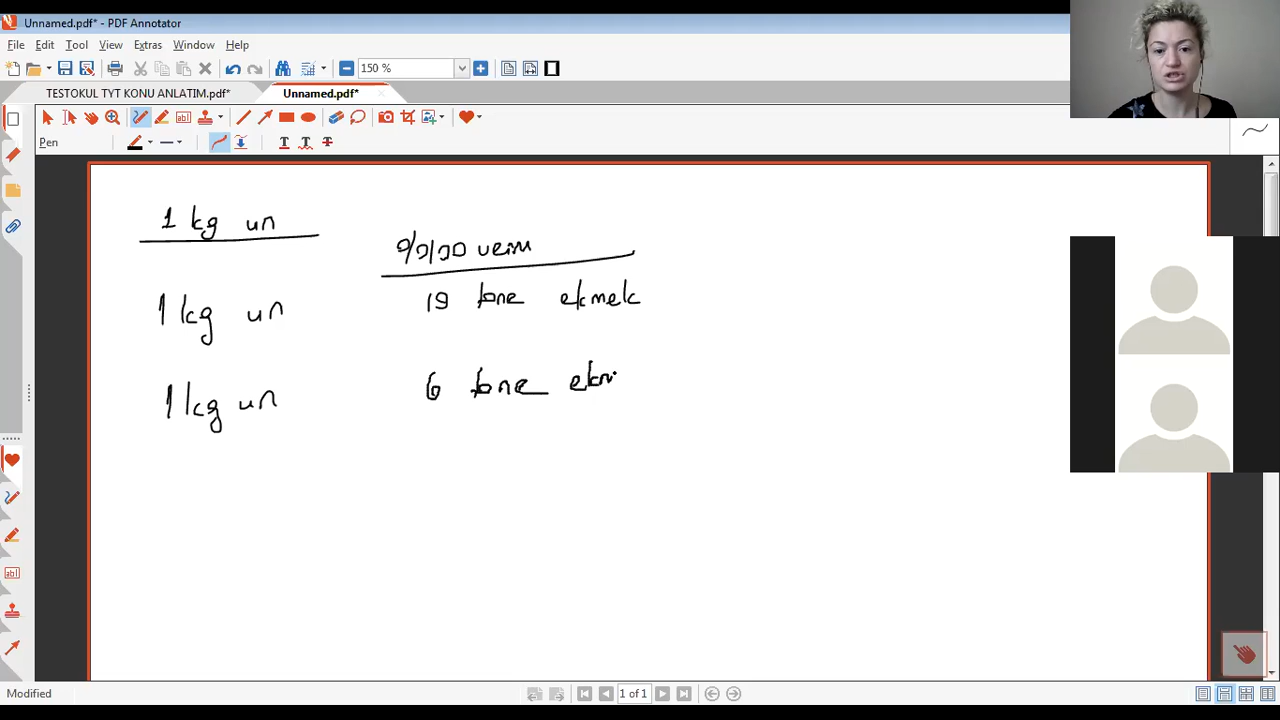 Unnamed.pdf* - PDF Annotator
File Edit Tool View Extras Window Help
150 %
TESTOKUL TYT KONU ANLATIM.pdf* Unnamed.pdf*
Pen
1 kg un
1 kg un 19 tane ekmek
1 kg un 6 tane ekm
Modified
1 of 1